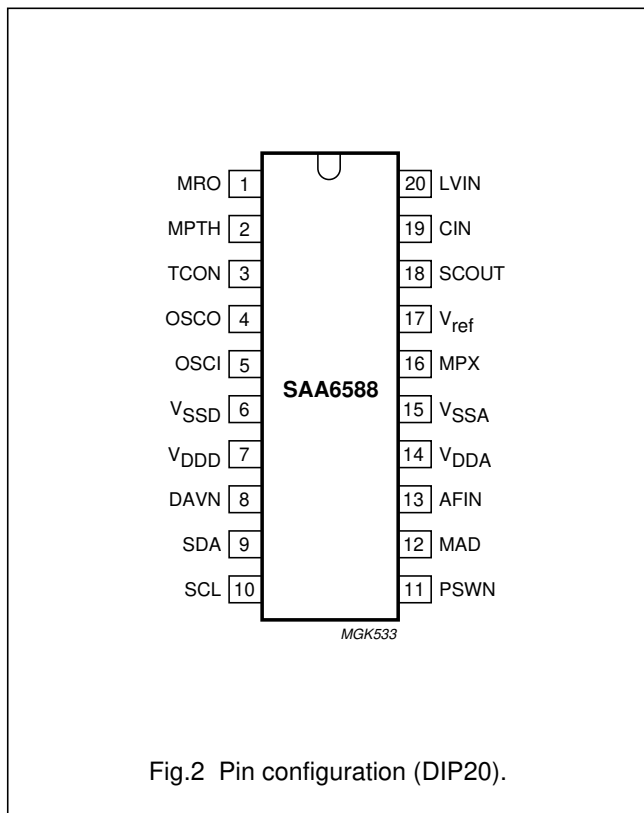 MRO 1 20 LVIN
MPTH 2 19 CIN
TCON 3 18 SCOUT
OSCO 4 17 Vref
OSCI 5 16 MPX
SAA6588
VSSD 6 15 VSSA
VDDD 7 14 VDDA
DAVN 8 13 AFIN
SDA 9 12 MAD
SCL 10 11 PSWN
MGK533
Fig.2 Pin configuration (DIP20).